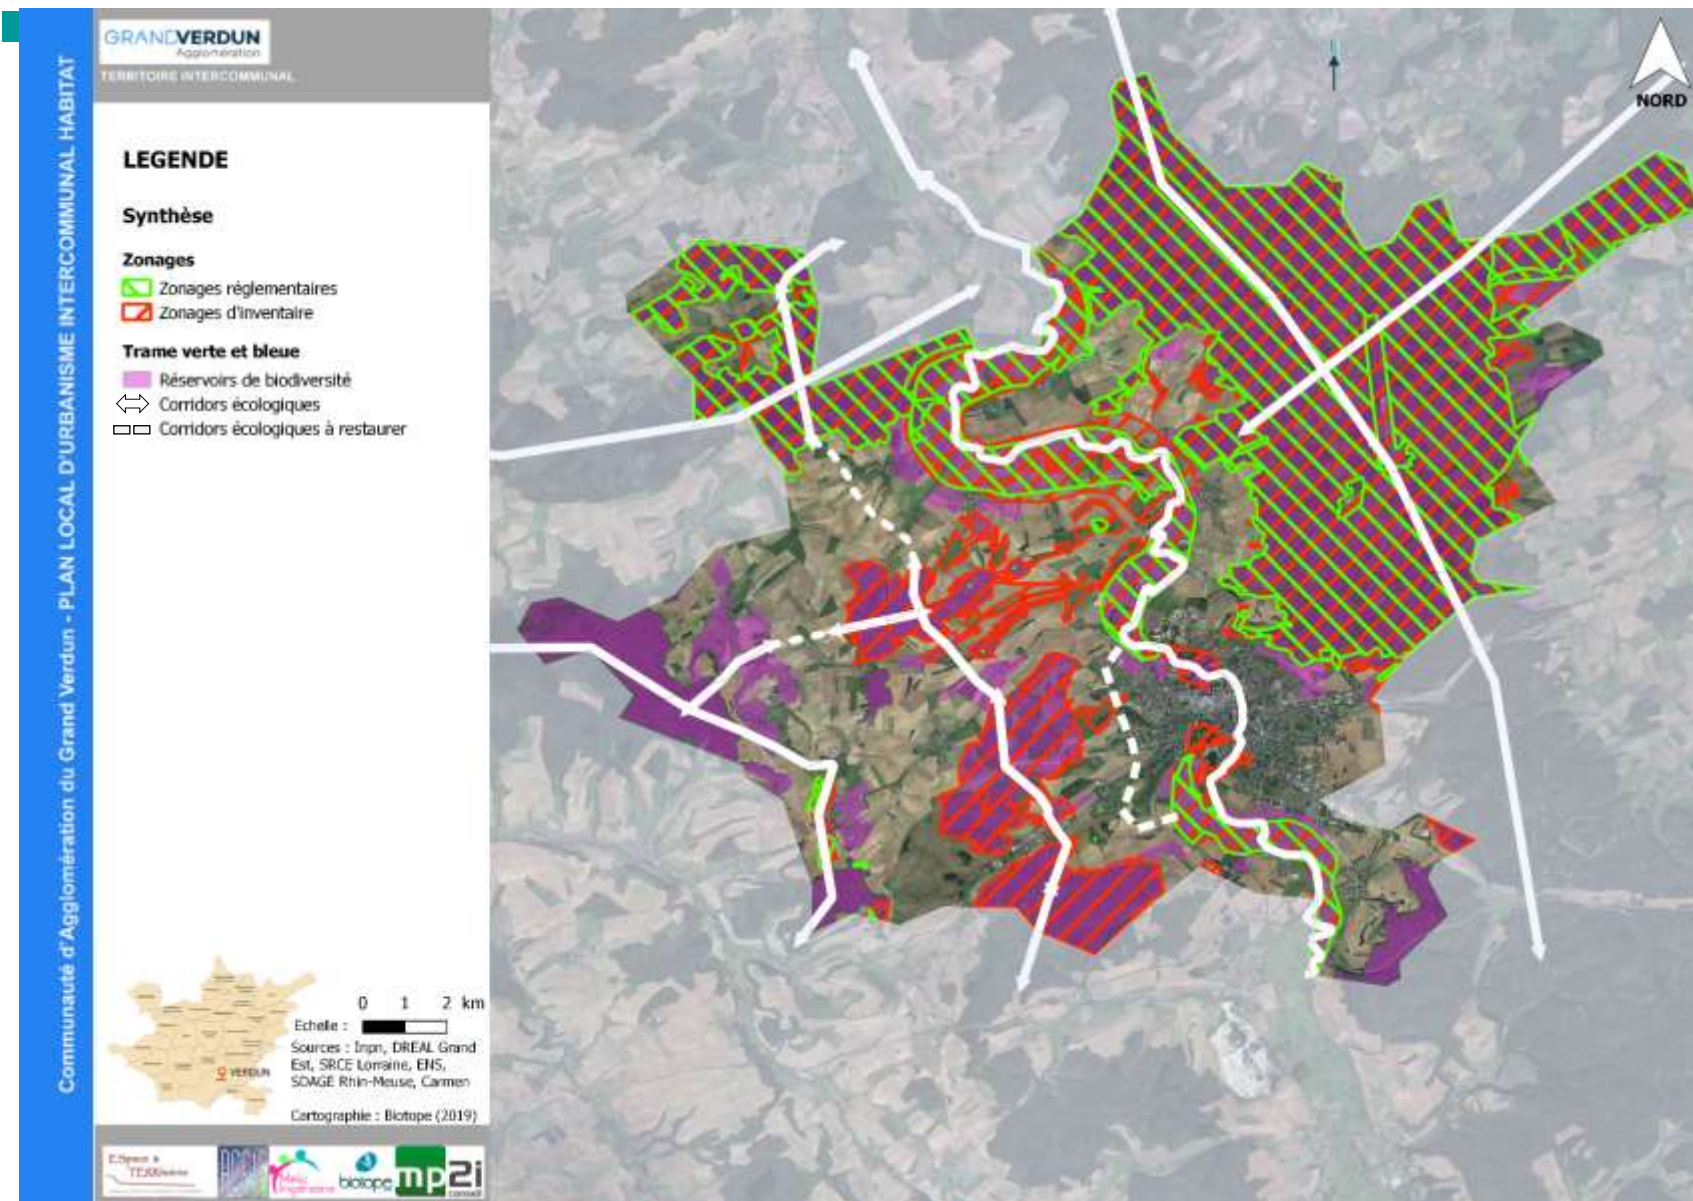 Communauté d'Agglomération du Grand Verdun - PLAN LOCAL D'URBANISME INTERCOMMUNAL HABITAT
GRANDVERDUN
Agglomération
TERRITOIRE INTERCOMMUNAL
NORD
LEGENDE
Synthèse
Zonages
Zonages réglementaires
Zonages d'inventaire
Trame verte et bleue
Réservoirs de biodiversité
Corridors écologiques
Corridors écologiques à restaurer
0 1 2 km
Echelle :
Sources : Inpn, DREAL Grand
Est, SRCE Lorraine, ENS,
SDAGE Rhin-Meuse, Carmen
VERDUN
Cartographie : Biotope (2019)
biotope
mp2i
conseil